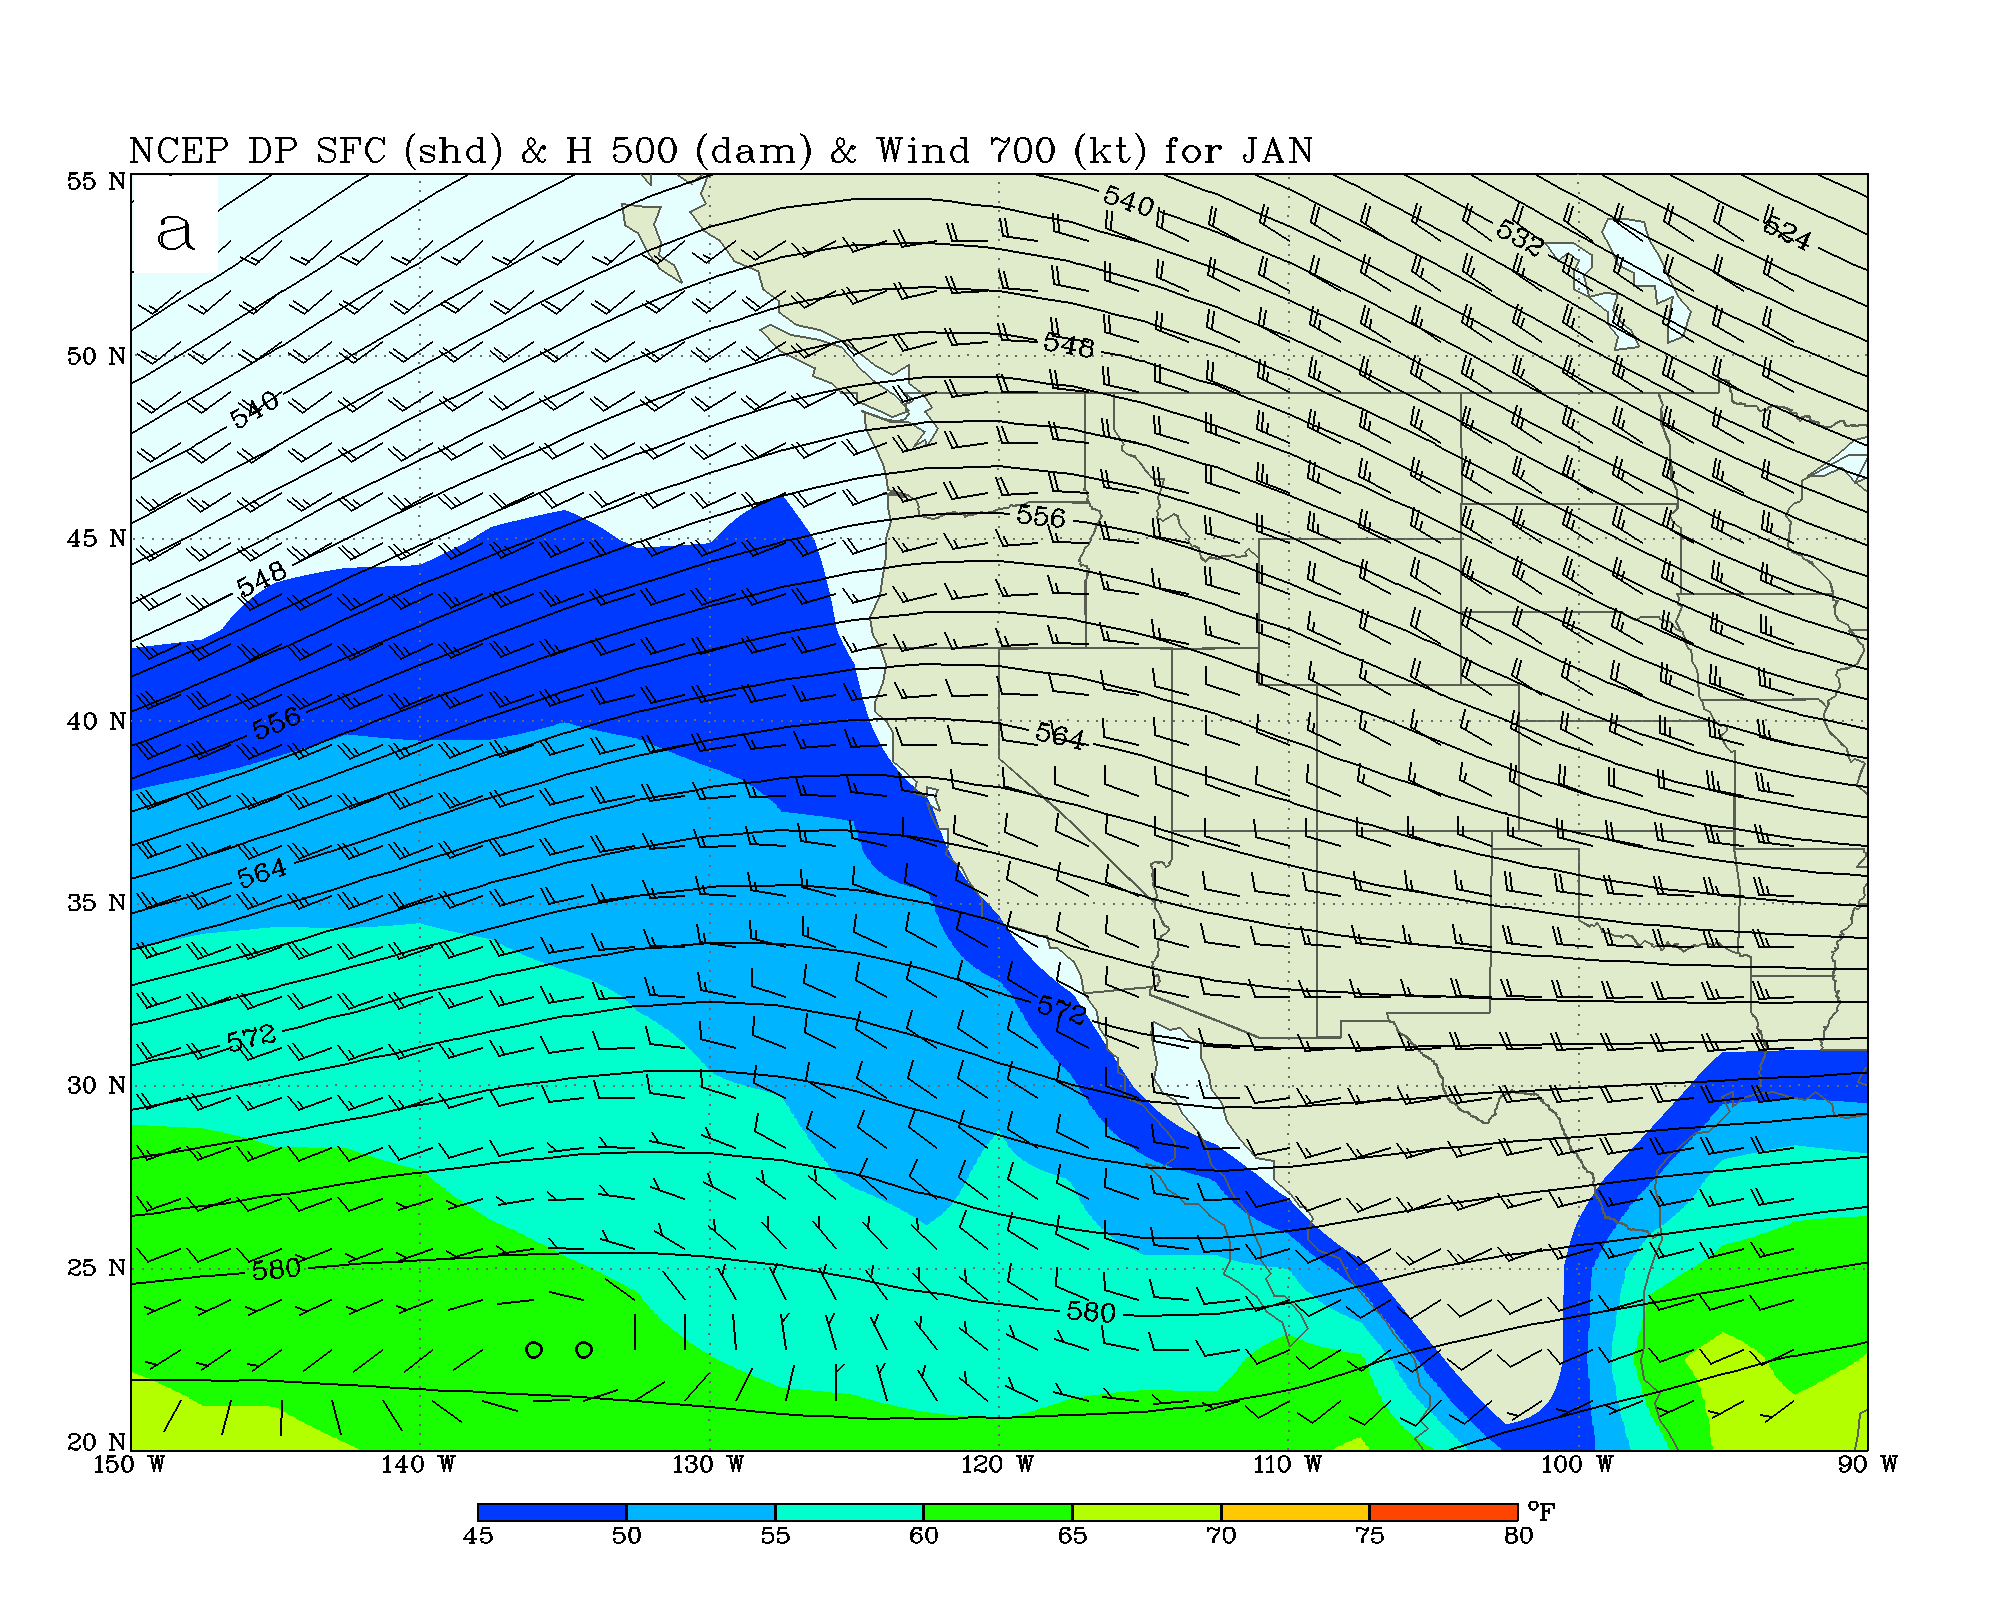 NCEP DP SFC (shd) & H 500 (dam) & Wind 700 (kt) for JAN
55 N
a
540
532
524
50 N
548
540
556
45 N
548
40 N
556
564
35 N
564
572
572
30 N
25 N
580
580
20 N
150 W 140 W 130 W 120 W 110 W 100 W 90 W
45 50 55 60 65 70 75 80 °F